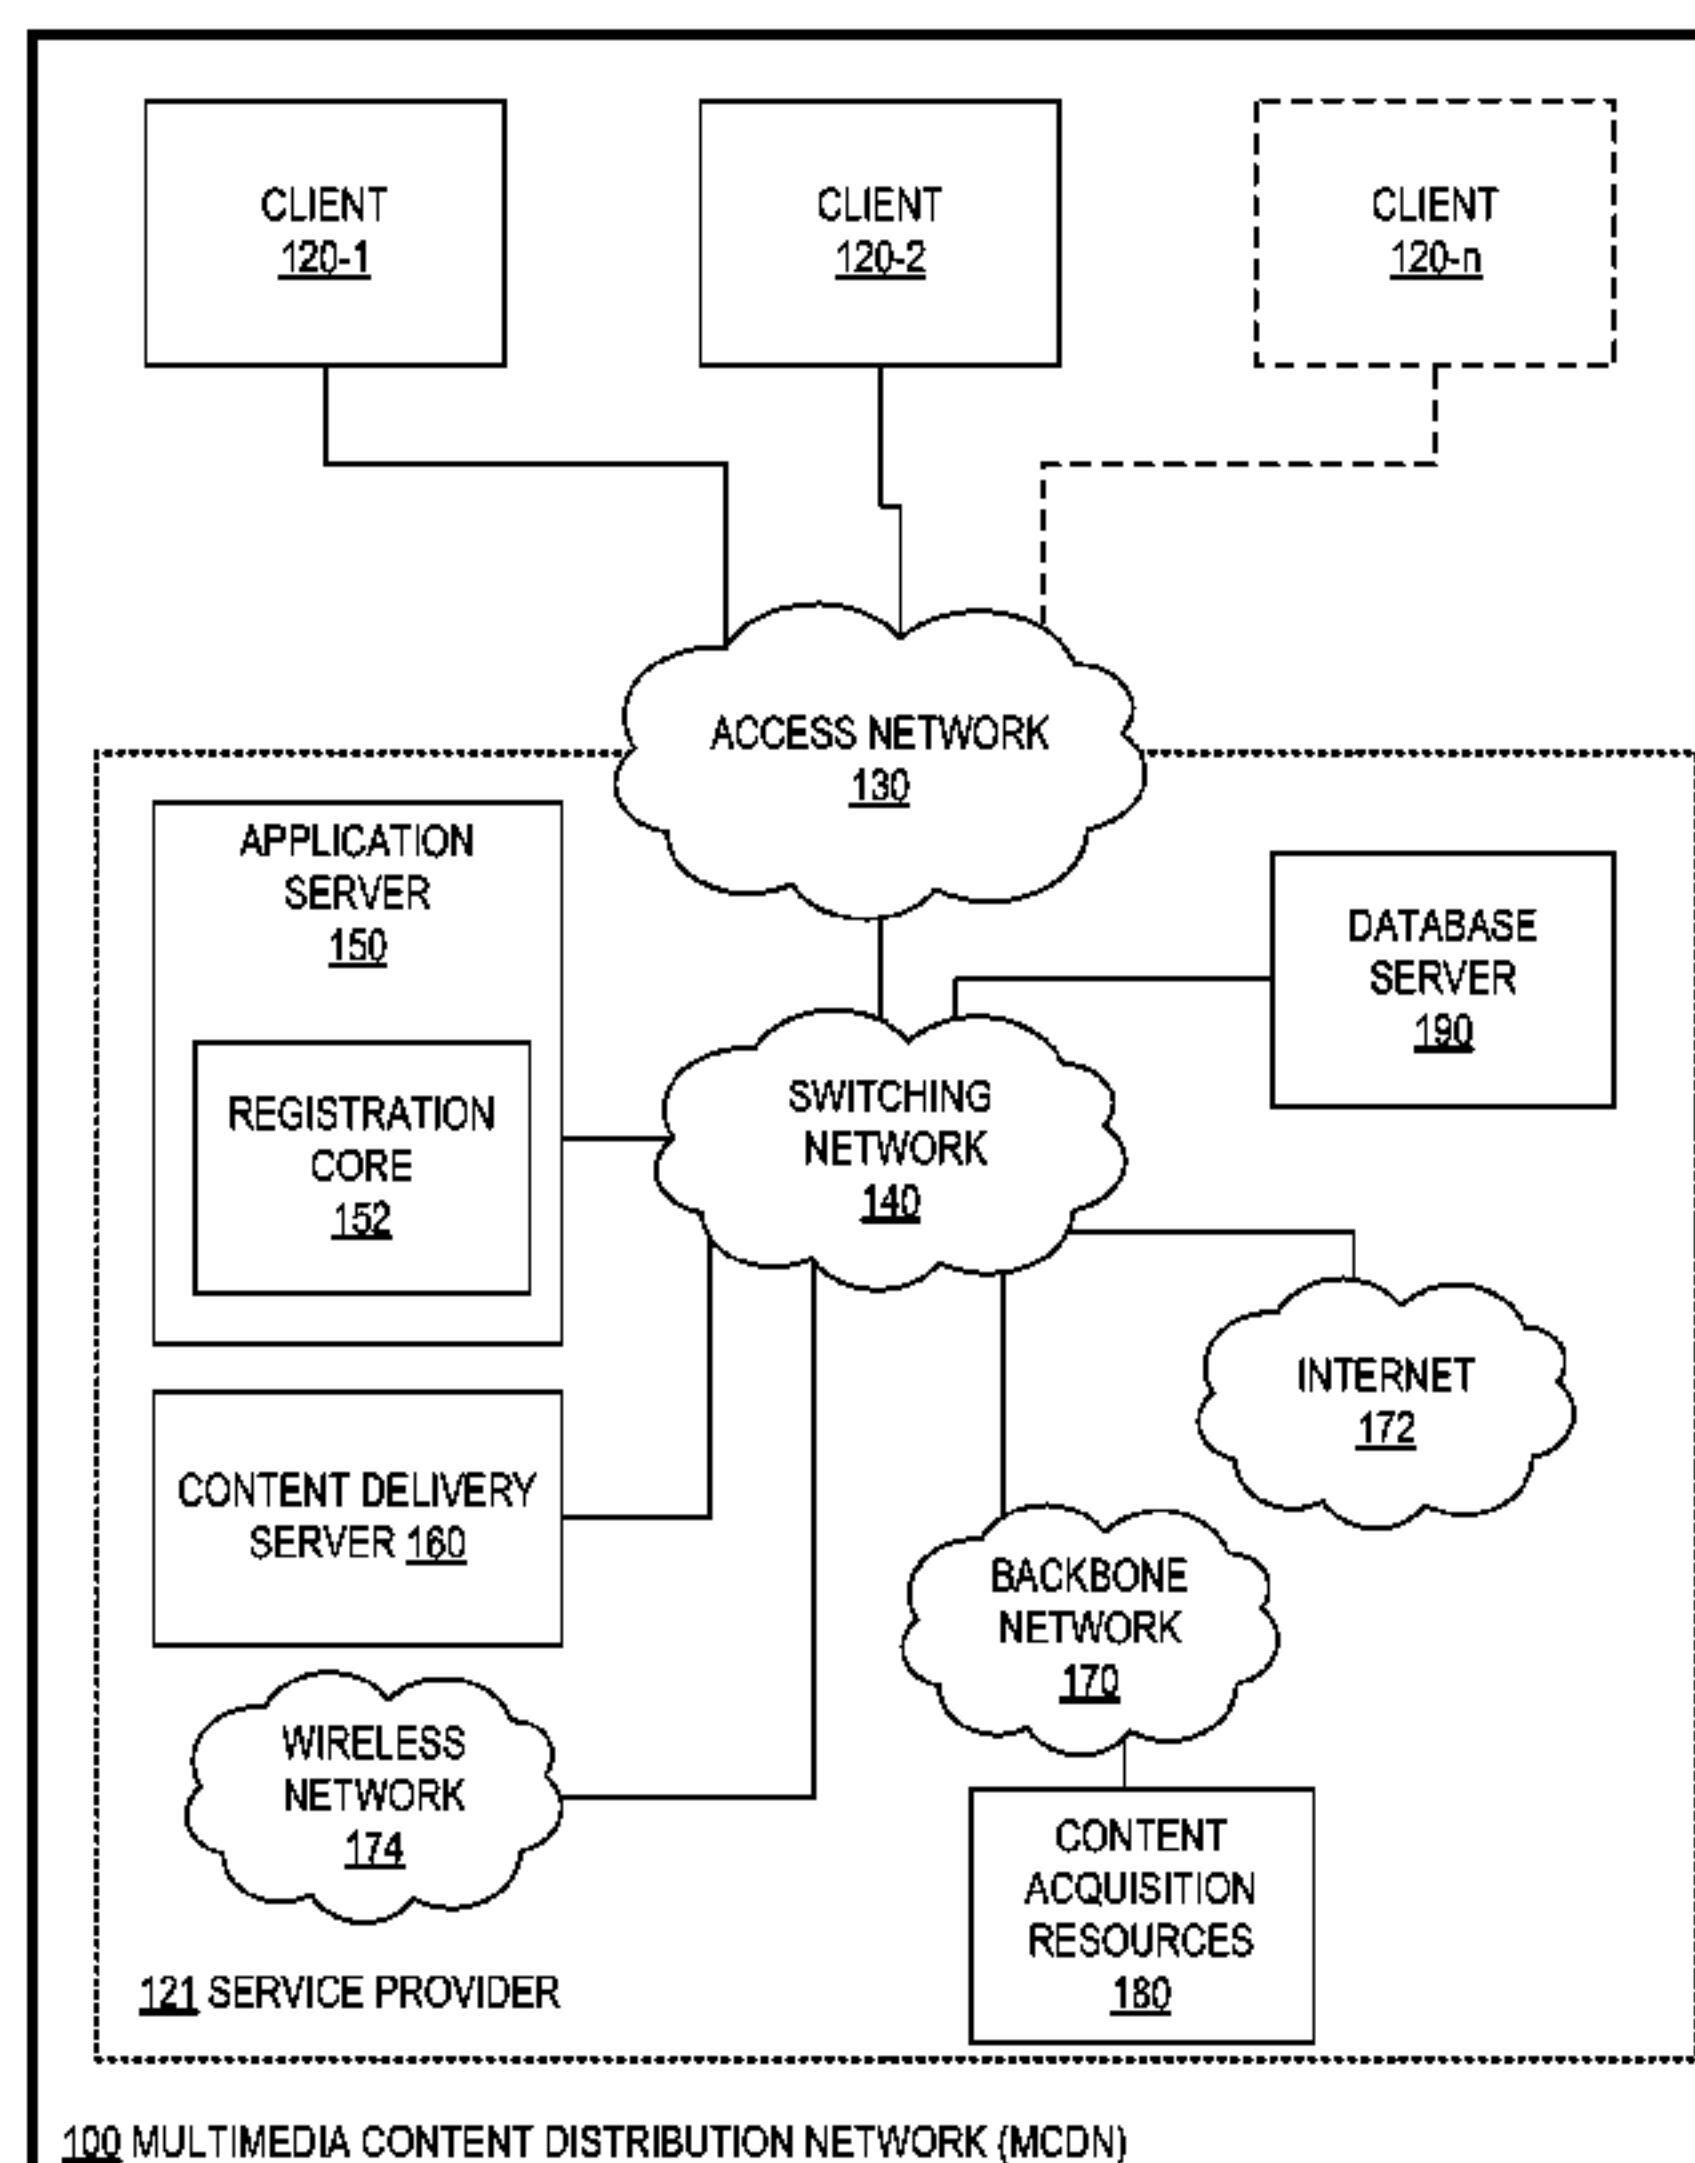 CLIENT
120-1
CLIENT
120-2
CLIENT
120-n
ACCESS NETWORK
130
APPLICATION
SERVER
150
REGISTRATION
CORE
152
DATABASE
SERVER
190
SWITCHING
NETWORK
140
INTERNET
172
CONTENT DELIVERY
SERVER 160
BACKBONE
NETWORK
170
WIRELESS
NETWORK
174
CONTENT
ACQUISITION
RESOURCES
180
121 SERVICE PROVIDER
100 MULTIMEDIA CONTENT DISTRIBUTION NETWORK (MCDN)